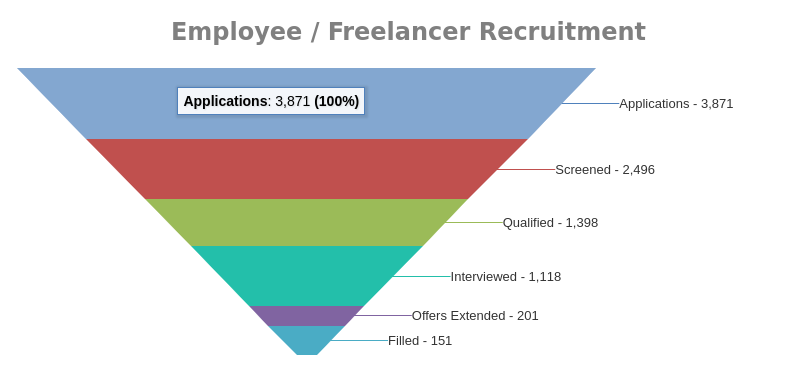 Employee / Freelancer Recruitment
Applications: 3,871 (100%)
Applications - 3,871
Screened - 2,496
Qualified - 1,398
Interviewed - 1,118
Offers Extended - 201
Filled - 151